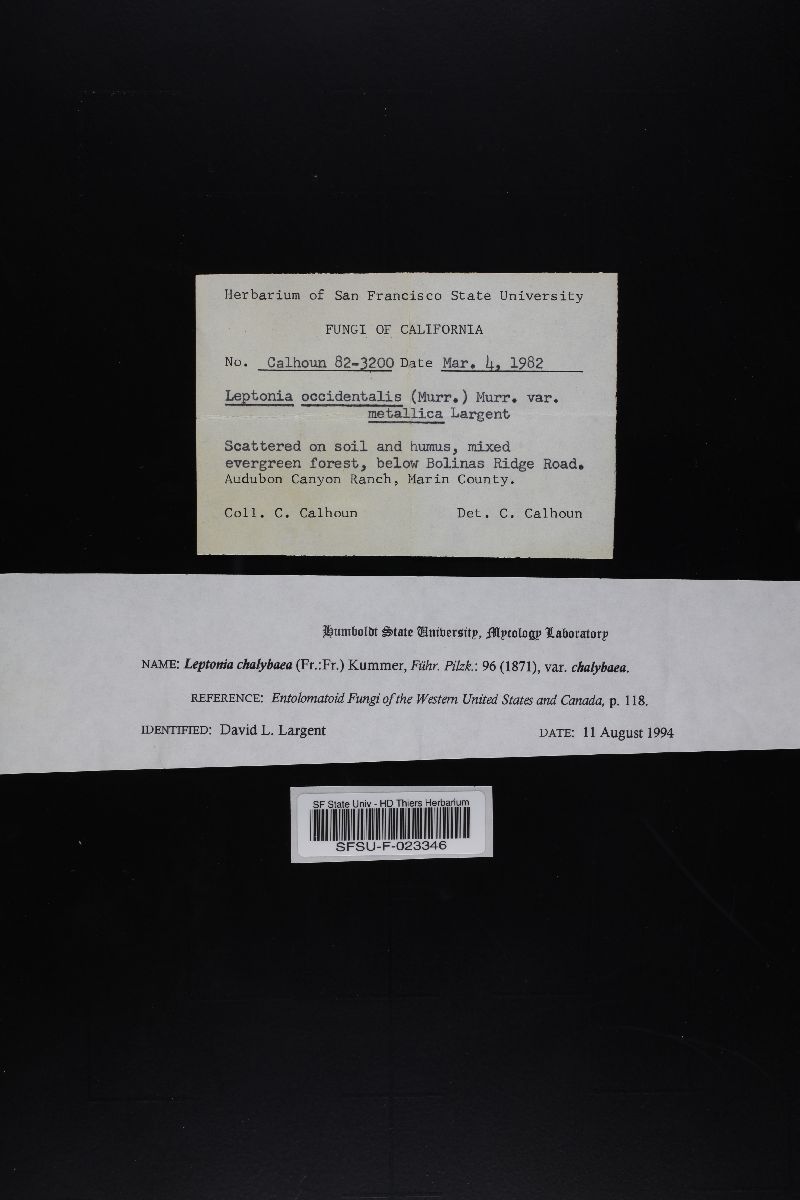 Herbarium of San Francisco State University
FUNGI OF CALIFORNIA
No. Calhoun 82-3200 Date Mar. 4, 1982
Leptonia occidentalis (Murr.) Murr. var.
metallica Largent
Scattered on soil and humus, mixed
evergreen forest, below Bolinas Ridge Road.
Audubon Canyon Ranch, Marin County.
Coll. C. Calhoun Det. C. Calhoun
Humboldt State University, Mycology Laboratory
NAME: Leptonia chalybaea (Fr.:Fr.) Kummer, Führ. Pilzk.: 96 (1871), var. chalybaea.
REFERENCE: Entolomatoid Fungi of the Western United States and Canada, p. 118.
IDENTIFIED: David L. Largent DATE: 11 August 1994
SF State Univ - HD Thiers Herbarium
SFSU-F-023346